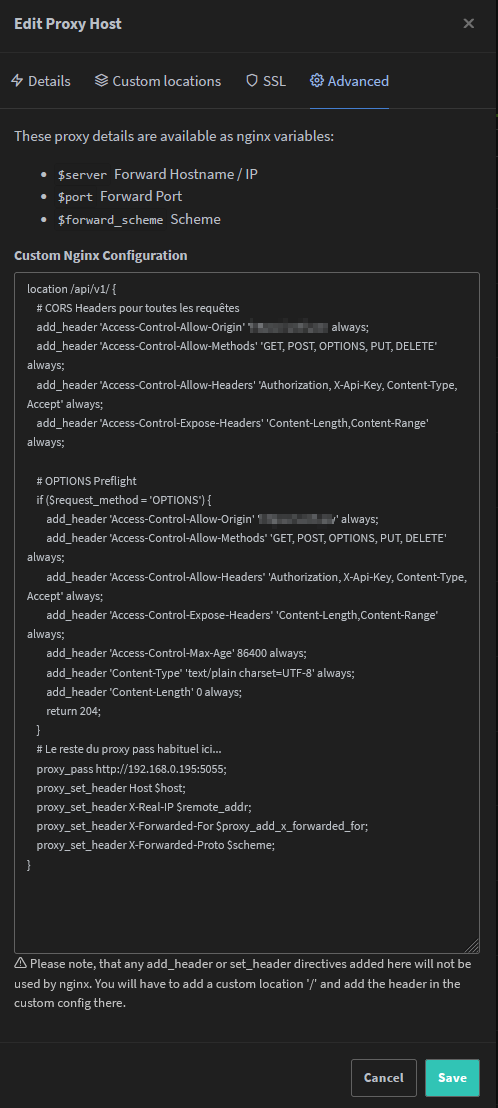 Edit Proxy Host
Details Custom locations SSL Advanced
These proxy details are available as nginx variables:
$server Forward Hostname / IP
$port Forward Port
$forward_scheme Scheme
Custom Nginx Configuration
location /api/v1/ {
# CORS Headers pour toutes les requêtes
add_header 'Access-Control-Allow-Origin' ' always;
add_header 'Access-Control-Allow-Methods' 'GET, POST, OPTIONS, PUT, DELETE'
always;
add_header 'Access-Control-Allow-Headers' 'Authorization, X-Api-Key, Content-Type,
Accept' always;
add_header 'Access-Control-Expose-Headers' 'Content-Length,Content-Range'
always;
# OPTIONS Preflight
if ($request_method = 'OPTIONS') {
add_header 'Access-Control-Allow-Origin' ' ' always;
add_header 'Access-Control-Allow-Methods' 'GET, POST, OPTIONS, PUT, DELETE'
always;
add_header 'Access-Control-Allow-Headers' 'Authorization, X-Api-Key, Content-Type,
Accept' always;
add_header 'Access-Control-Expose-Headers' 'Content-Length,Content-Range'
always;
add_header 'Access-Control-Max-Age' 86400 always;
add_header 'Content-Type' 'text/plain charset=UTF-8' always;
add_header 'Content-Length' 0 always;
return 204;
}
# Le reste du proxy pass habituel ici...
proxy_pass http://192.168.0.195:5055;
proxy_set_header Host $host;
proxy_set_header X-Real-IP $remote_addr;
proxy_set_header X-Forwarded-For $proxy_add_x_forwarded_for;
proxy_set_header X-Forwarded-Proto $scheme;
}
Please note, that any add_header or set_header directives added here will not be
used by nginx. You will have to add a custom location '/' and add the header in the
custom config there.
Cancel Save